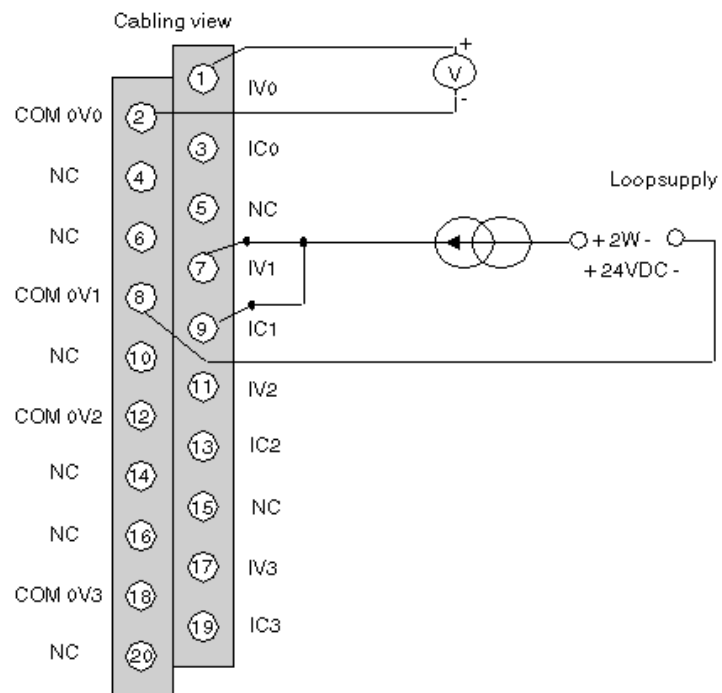 Cabling view
1
+
V
-
IV0
COM 0V0
2
3
IC0
NC
4
Loopsupply
5
NC
NC
6
7
IV1
+ 2W -
+ 24VDC -
COM 0V1
8
9
IC1
NC
10
11
IV2
COM 0V2
12
13
IC2
NC
14
15
NC
NC
16
17
IV3
COM 0V3
18
19
IC3
NC
20